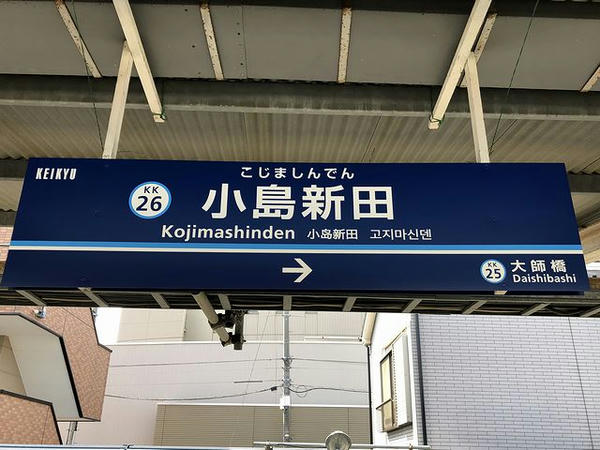 KEIKYU
こじましんでん
KK
26
小島新田
Kojimashinden 小岛新田 고지마신덴
→
KK
25
大師橋
Daishibashi